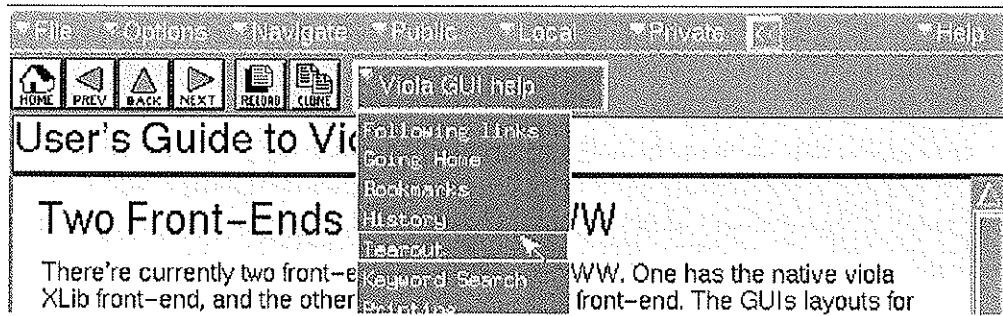 File Options Navigate Public Local Private Help
HOME PREV BACK NEXT RELOAD CLONE
Viola GUI help
User's Guide to Vio
Following links
Going Home
Bookmarks
History
Tearout
Keyword Search
Printing
Two Front-Ends WW
There're currently two front-e WW. One has the native viola
XLib front-end, and the other front-end. The GUIs layouts for